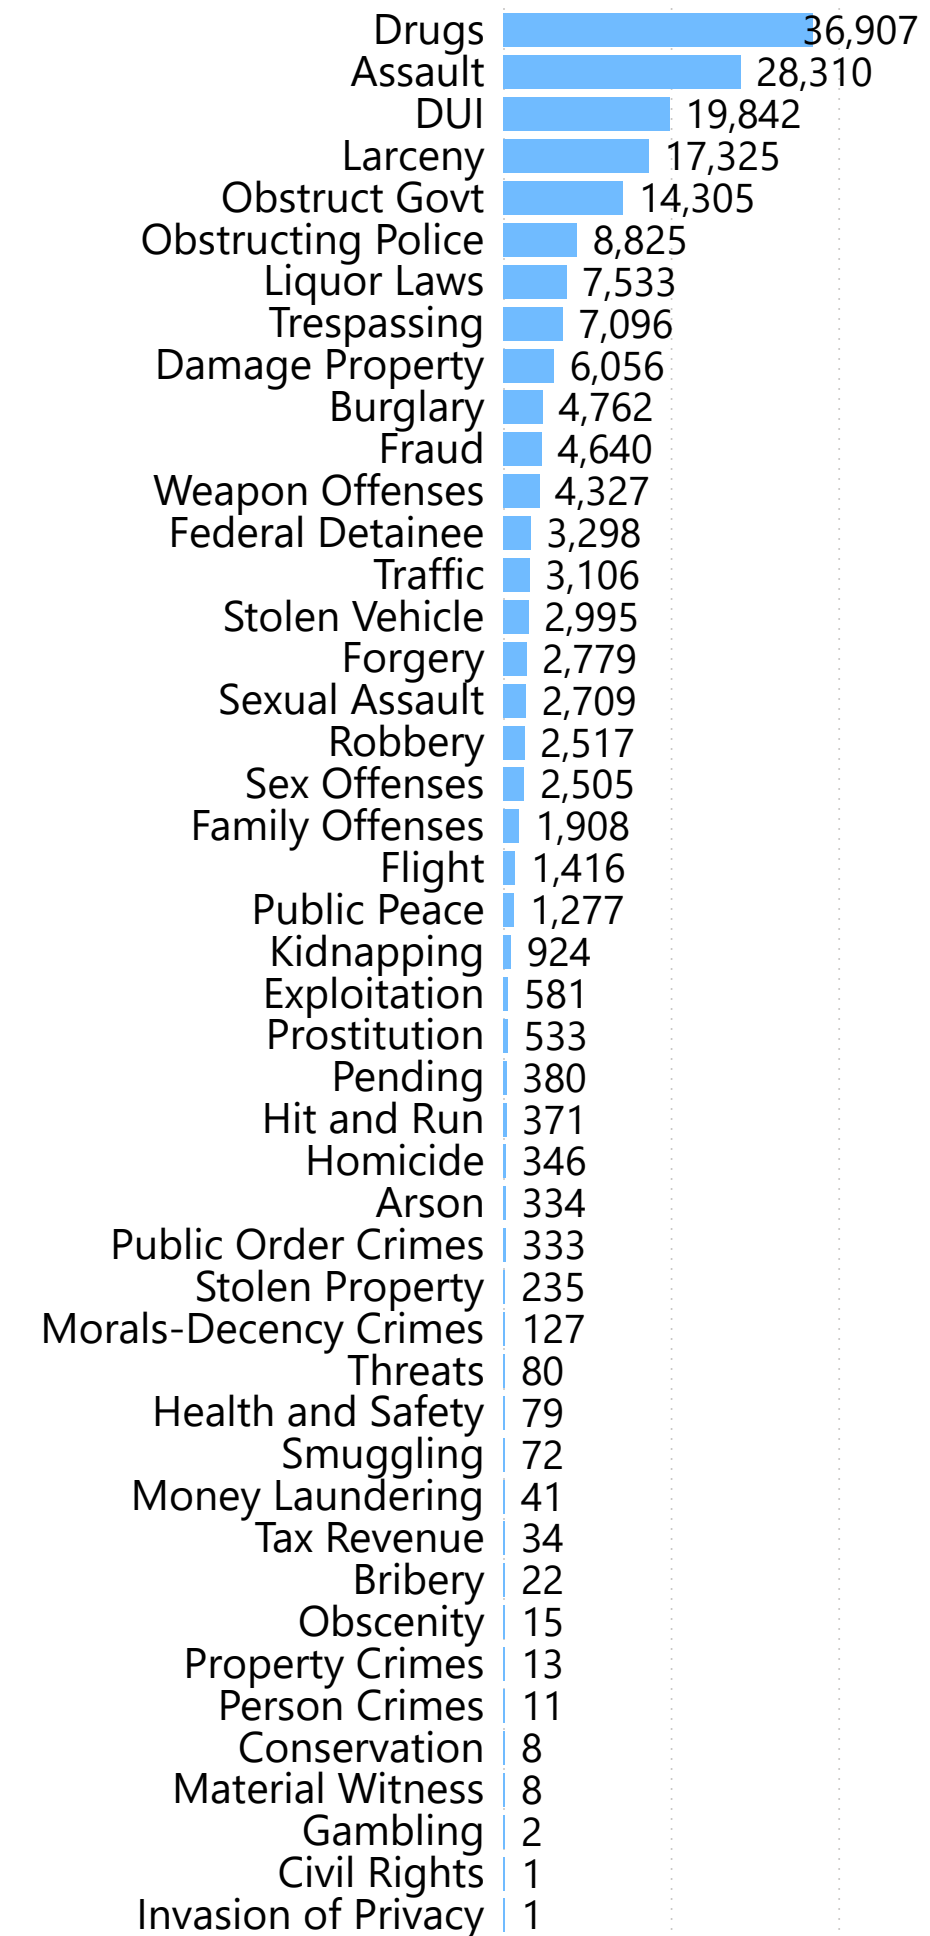 Drugs 36,907
Assault 28,310
DUI 19,842
Larceny 17,325
Obstruct Govt 14,305
Obstructing Police 8,825
Liquor Laws 7,533
Trespassing 7,096
Damage Property 6,056
Burglary 4,762
Fraud 4,640
Weapon Offenses 4,327
Federal Detainee 3,298
Traffic 3,106
Stolen Vehicle 2,995
Forgery 2,779
Sexual Assault 2,709
Robbery 2,517
Sex Offenses 2,505
Family Offenses 1,908
Flight 1,416
Public Peace 1,277
Kidnapping 924
Exploitation 581
Prostitution 533
Pending 380
Hit and Run 371
Homicide 346
Arson 334
Public Order Crimes 333
Stolen Property 235
Morals-Decency Crimes 127
Threats 80
Health and Safety 79
Smuggling 72
Money Laundering 41
Tax Revenue 34
Bribery 22
Obscenity 15
Property Crimes 13
Person Crimes 11
Conservation 8
Material Witness 8
Gambling 2
Civil Rights 1
Invasion of Privacy 1